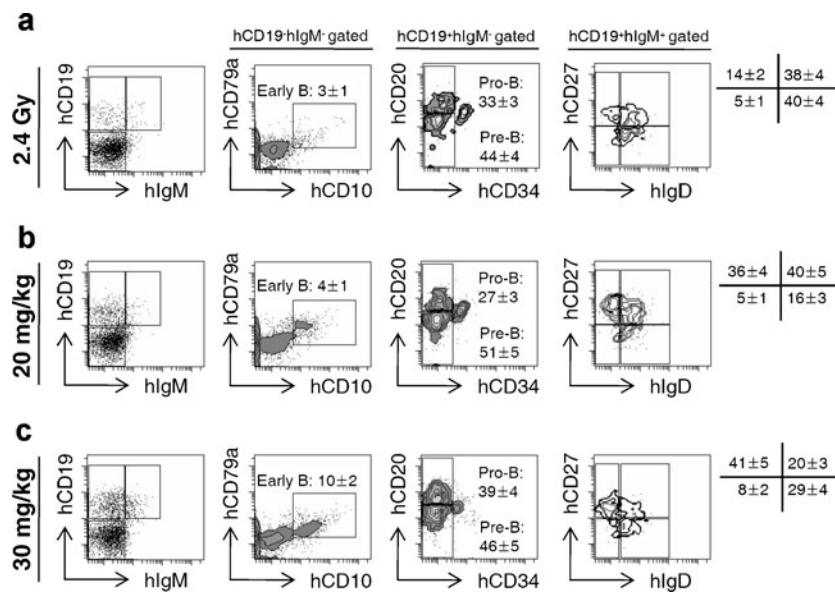 a
hCD19-hIgM- gated
hCD19+hIgM- gated
hCD19+hIgM+ gated
2.4 Gy
hCD19
hIgM
hCD79a
Early B: 3±1
hCD10
hCD20
Pro-B:
33±3
Pre-B:
44±4
hCD34
hCD27
hIgD
14±2 38±4
5±1 40±4
b
20 mg/kg
hCD19
hIgM
hCD79a
Early B: 4±1
hCD10
hCD20
Pro-B:
27±3
Pre-B:
51±5
hCD34
hCD27
hIgD
36±4 40±5
5±1 16±3
c
30 mg/kg
hCD19
hIgM
hCD79a
Early B: 10±2
hCD10
hCD20
Pro-B:
39±4
Pre-B:
46±5
hCD34
hCD27
hIgD
41±5 20±3
8±2 29±4